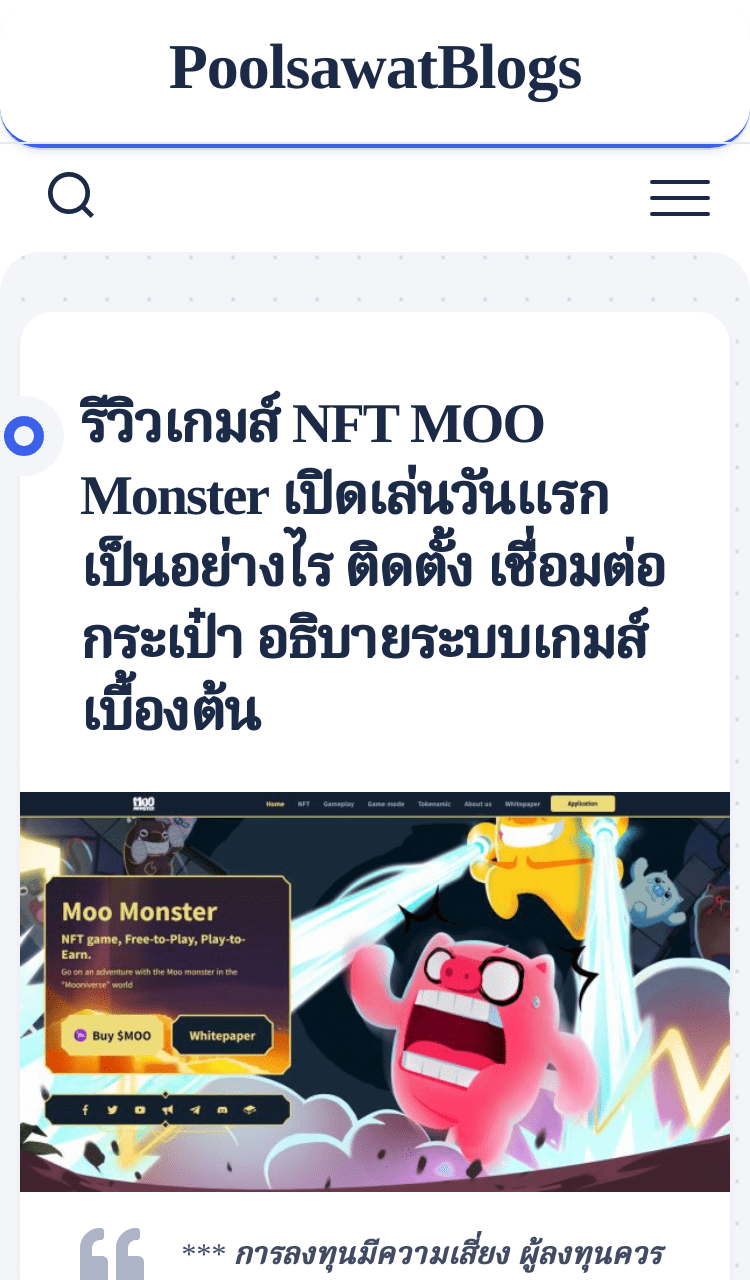 PoolsawatBlogs
รีวิวเกมส์ NFT MOO
Monster เปิดเล่นวันแรก
เป็นอย่างไร ติดตั้ง เชื่อมต่อ
กระเป๋า อธิบายระบบเกมส์
เบื้องต้น
MOO MONSTER
Home NFT Gameplay Game mode Tokenomic About us Whitepaper Application
Moo Monster
NFT game, Free-to-Play, Play-to-
Earn.
Go on an adventure with the Moo monster in the
"Mooniverse" world
Buy $MOO Whitepaper
*** การลงทุนมีความเสี่ยง ผู้ลงทุนควร